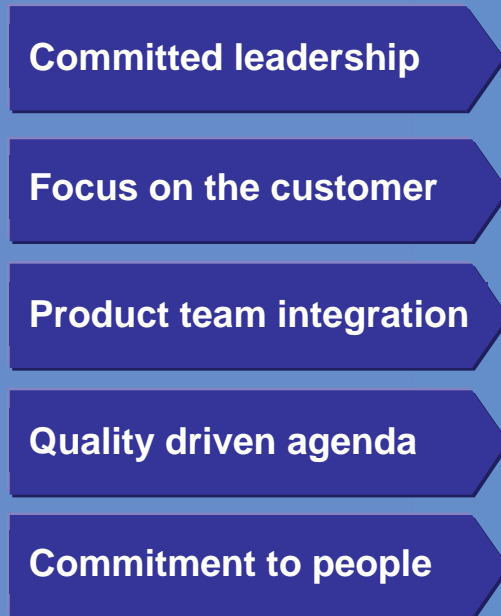 Committed leadership
Focus on the customer
Product team integration
Quality driven agenda
Commitment to people